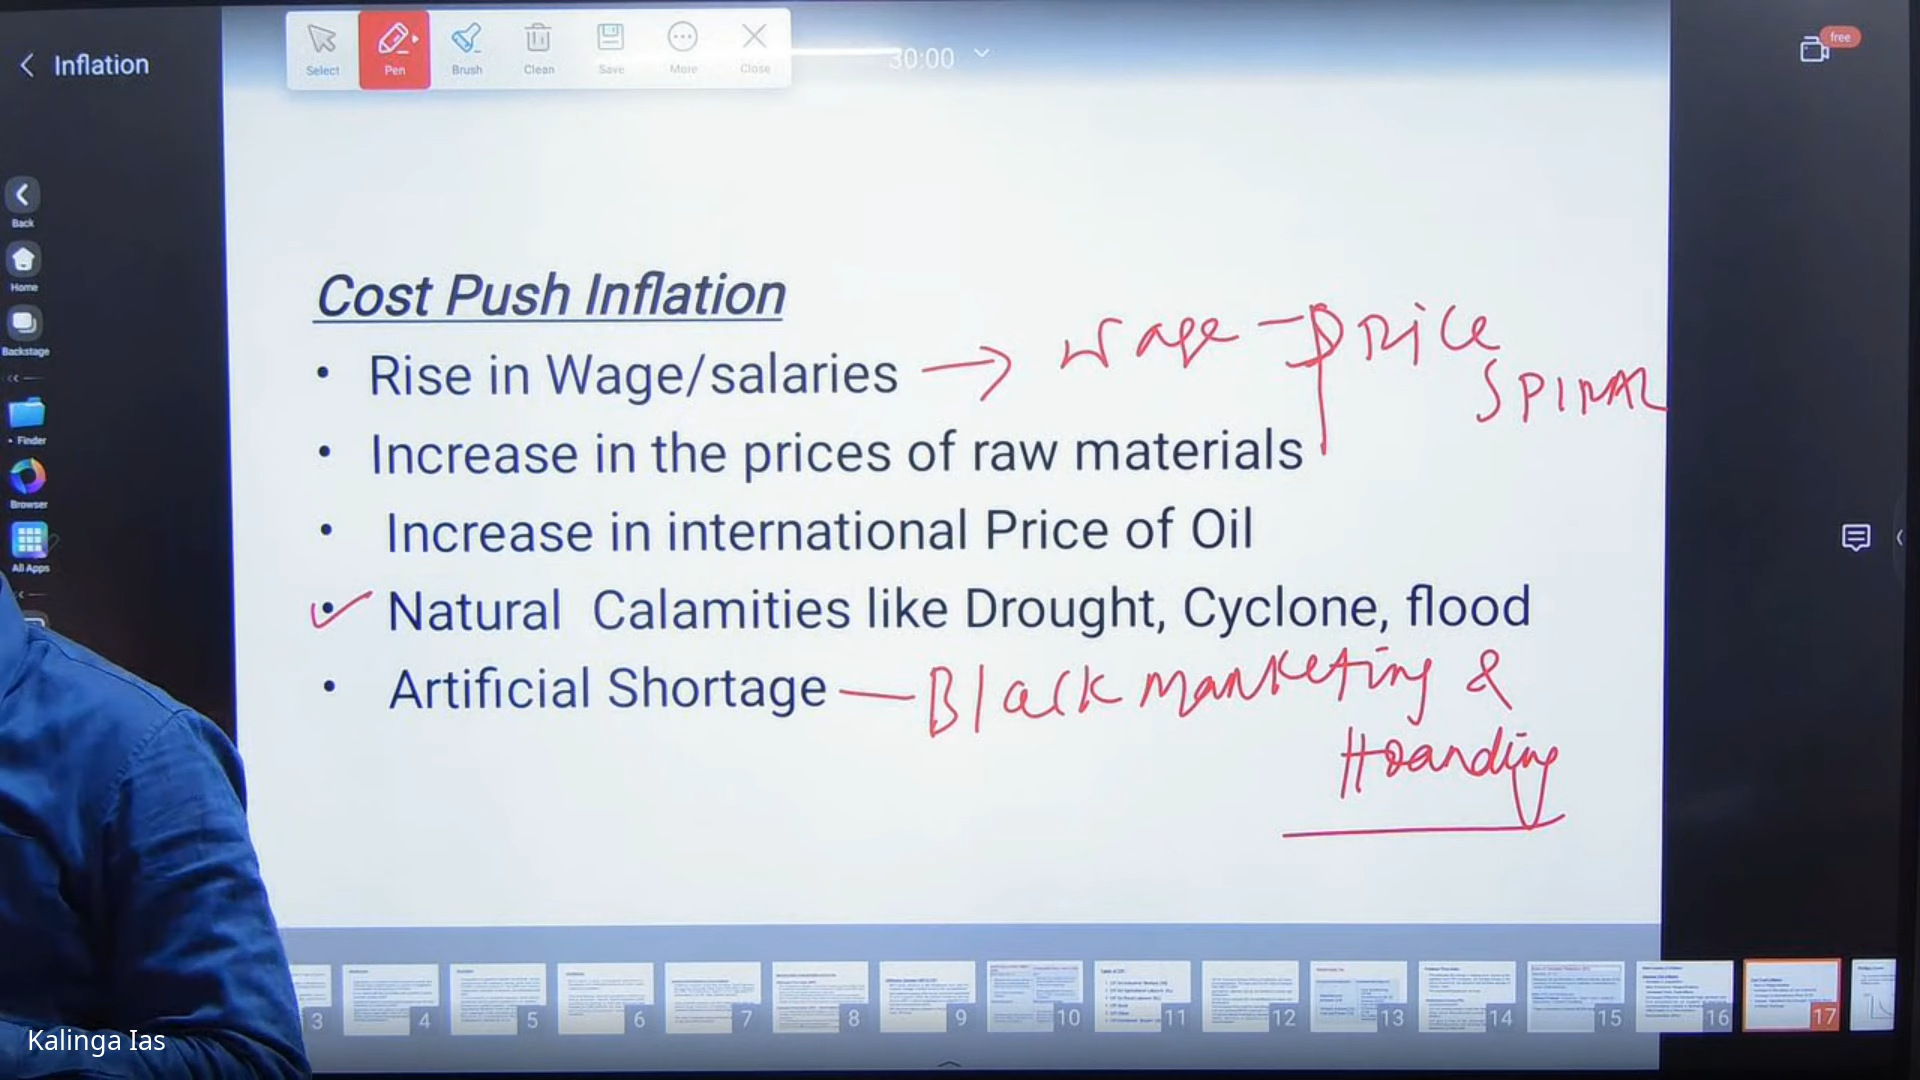 Inflation
Select Pen Brush Clean Save More Close
30:00
free
Back
Home
Backstage
Finder
Browser
All Apps
Cost Push Inflation
• Rise in Wage/salaries → Wage - Price
SPIRAL
• Increase in the prices of raw materials
• Increase in international Price of Oil
• Natural Calamities like Drought, Cyclone, flood
• Artificial Shortage — Black Marketing &
Hoarding
3 4 5 6 7 8 9 10 11 12 13 14 15 16 17
Kalinga Ias